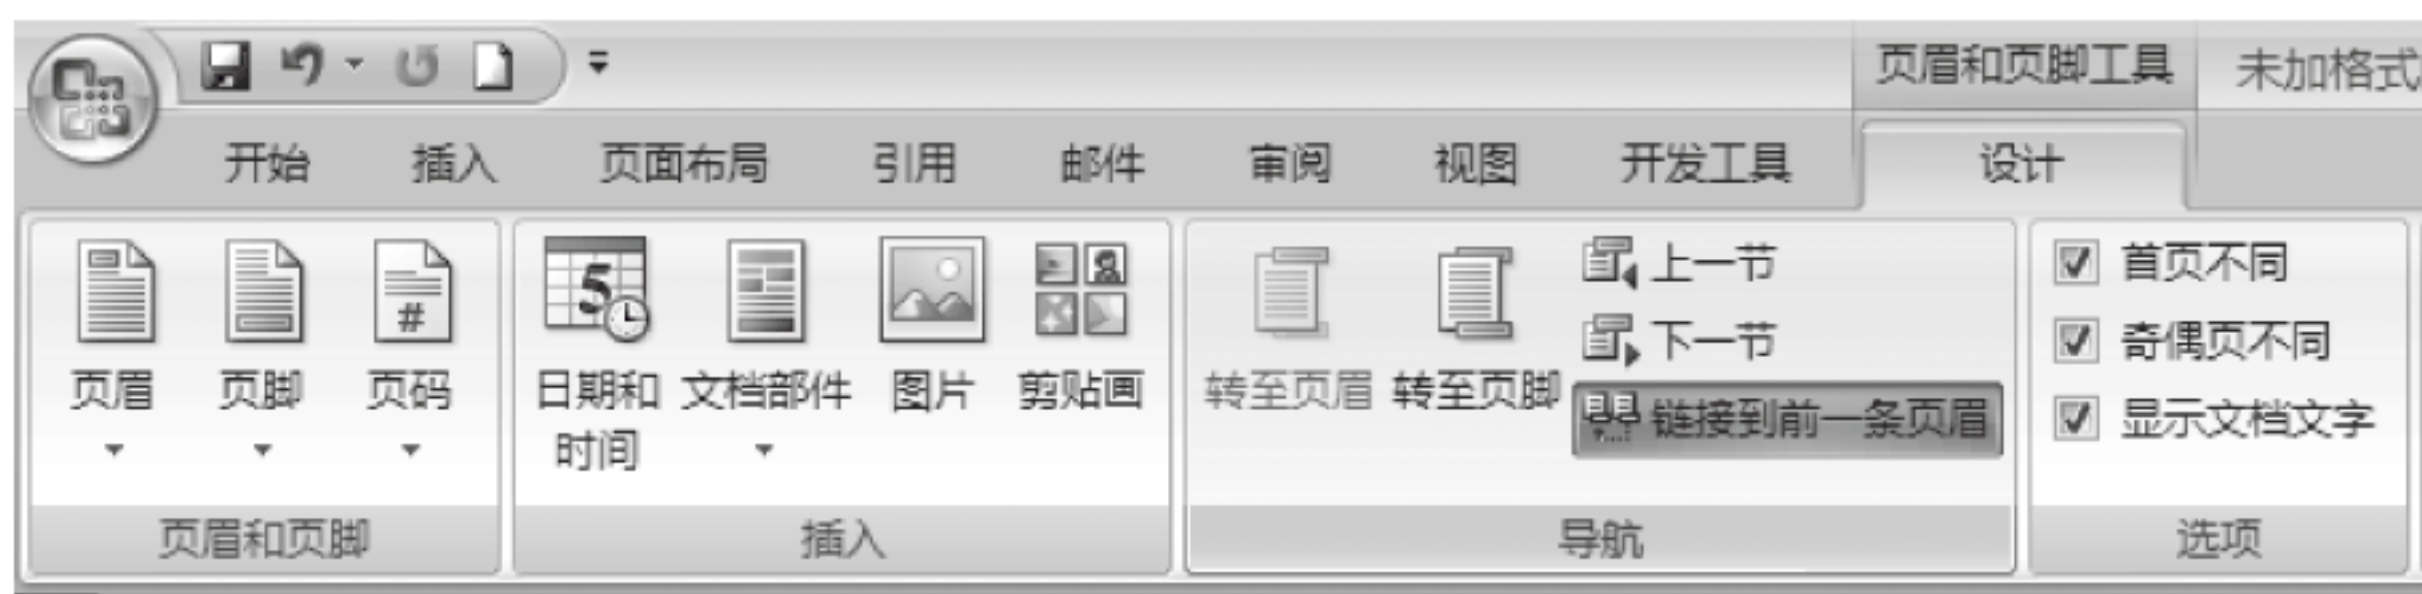 页眉和页脚工具 未加格式
开始 插入 页面布局 引用 邮件 审阅 视图 开发工具 设计
页眉 页脚 页码
页眉和页脚
日期和时间 文档部件 图片 剪贴画
插入
转至页眉 转至页脚
上一节
下一节
链接到前一条页眉
导航
首页不同
奇偶页不同
显示文档文字
选项